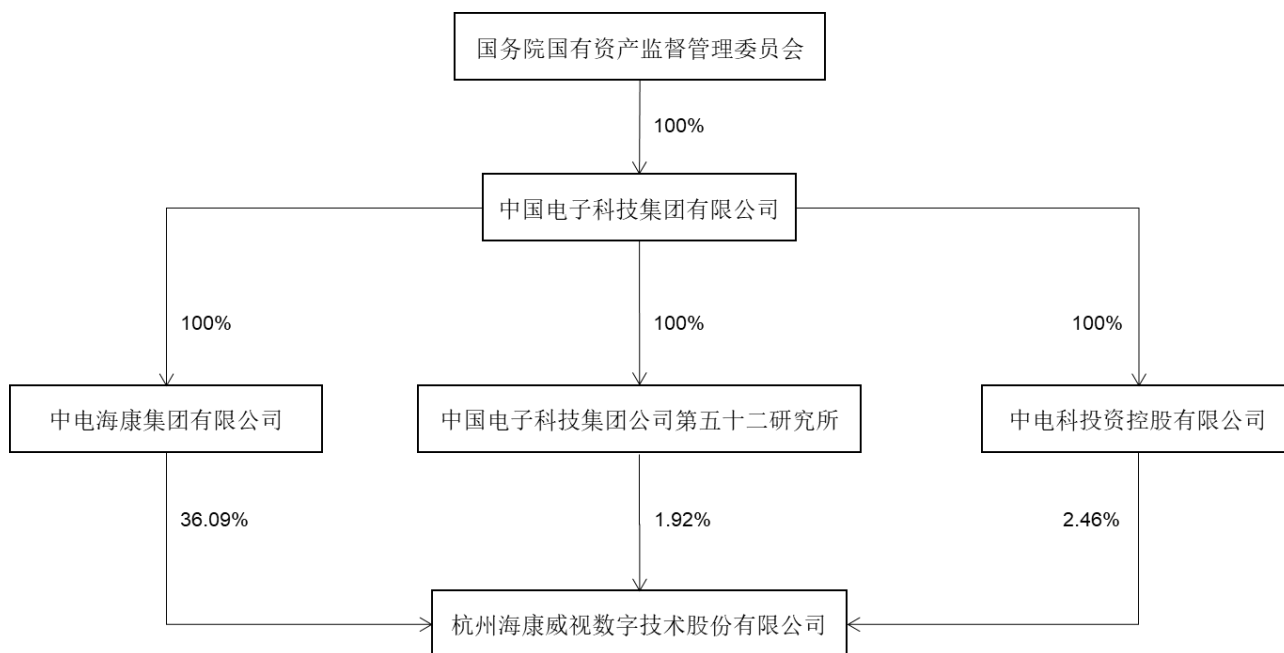 国务院国有资产监督管理委员会
100%
中国电子科技集团有限公司
100%
100%
100%
中电海康集团有限公司
中国电子科技集团公司第五十二研究所
中电科投资控股有限公司
36.09%
1.92%
2.46%
杭州海康威视数字技术股份有限公司